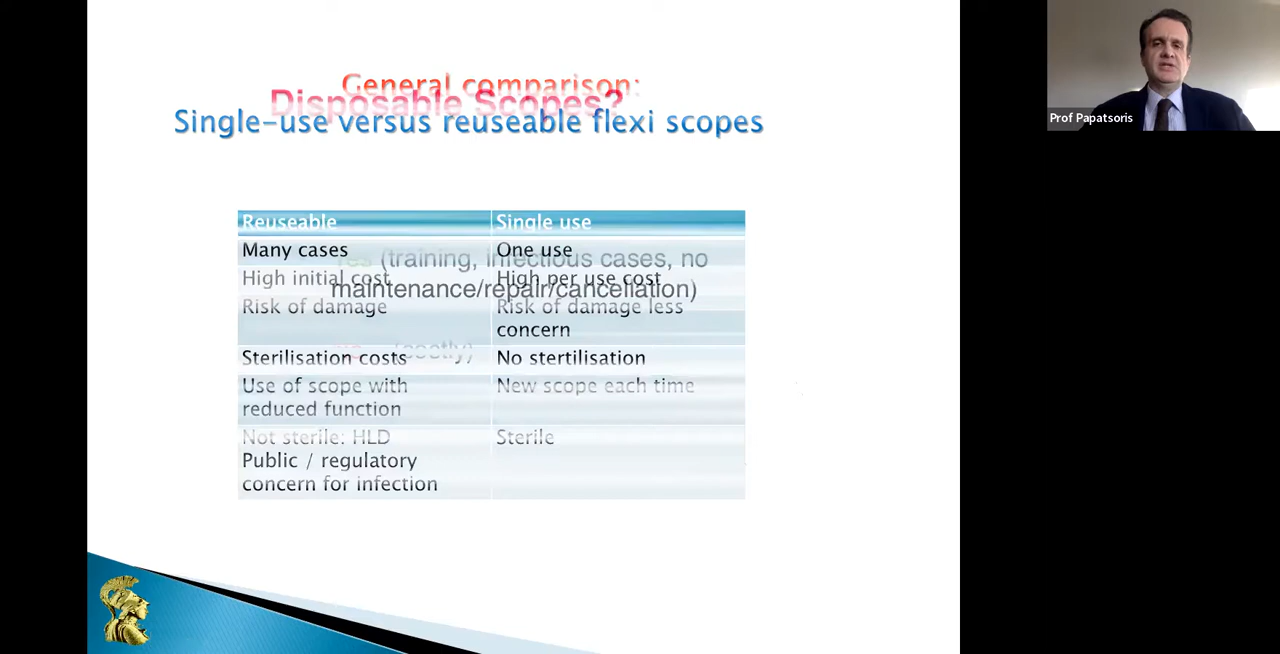 General comparison:
Disposable Scopes?
Single-use versus reuseable flexi scopes
Prof Papatsoris
Reuseable
Single use
Many cases
One use
Yes (training, infectious cases, no
High initial cost
High per use cost
maintenance/repair/cancellation)
Risk of damage
Risk of damage less
concern
no (costly)
Sterilisation costs
No stertilisation
Use of scope with
New scope each time
reduced function
Not sterile: HLD
Sterile
Public / regulatory
concern for infection